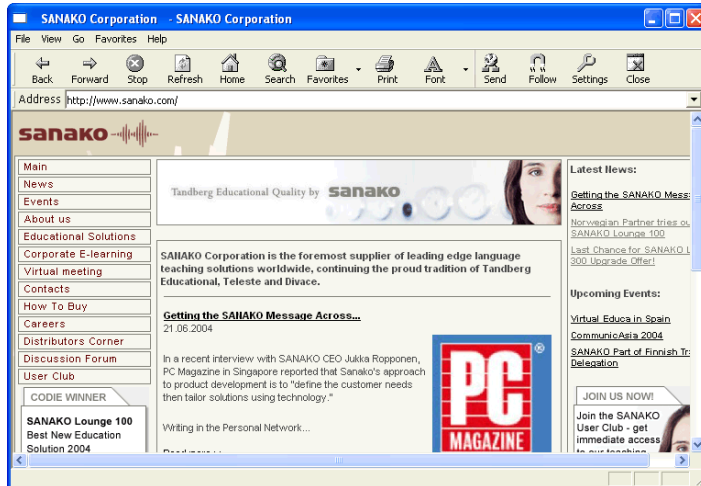 SANAKO Corporation - SANAKO Corporation
File View Go Favorites Help
Back Forward Stop Refresh Home Search Favorites Print Font Send Follow Settings Close
Address http://www.sanako.com/
sanako
Main
News
Events
About us
Educational Solutions
Corporate E-learning
Virtual meeting
Contacts
How To Buy
Careers
Distributors Corner
Discussion Forum
User Club
CODIE WINNER
SANAKO Lounge 100
Best New Education
Solution 2004
Tandberg Educational Quality by sanako
SANAKO Corporation is the foremost supplier of leading edge language
teaching solutions worldwide, continuing the proud tradition of Tandberg
Educational, Teleste and Divace.
Getting the SANAKO Message Across...
21.06.2004
In a recent interview with SANAKO CEO Jukka Ropponen,
PC Magazine in Singapore reported that Sanako's approach
to product development is to "define the customer needs
then tailor solutions using technology."
Writing in the Personal Network...
PC
MAGAZINE
®
Latest News:
Getting the SANAKO Mess
Across
Norwegian Partner tries ou
SANAKO Lounge 100
Last Chance for SANAKO L
300 Upgrade Offer!
Upcoming Events:
Virtual Educa in Spain
CommunicAsia 2004
SANAKO Part of Finnish Tr
Delegation
JOIN US NOW!
Join the SANAKO
User Club - get
immediate access
to our teaching